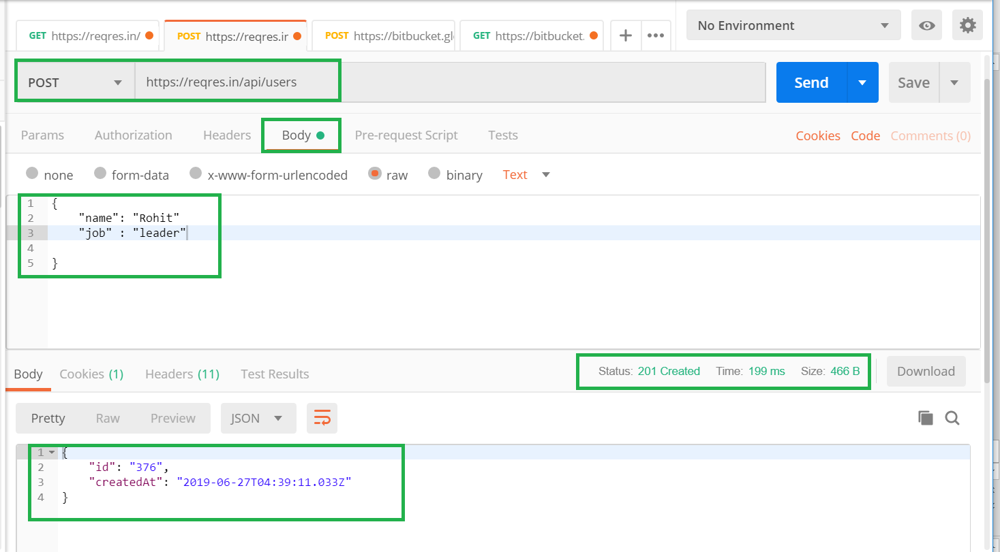 GET https://reqres.in/ POST https://reqres.ir POST https://bitbucket.gl GET https://bitbucket. + ••• No Environment
POST https://reqres.in/api/users Send Save
Params Authorization Headers Body Pre-request Script Tests Cookies Code Comments (0)
none form-data x-www-form-urlencoded raw binary Text
1 {
2 "name": "Rohit"
3 "job" : "leader"
4
5 }
Body Cookies (1) Headers (11) Test Results Status: 201 Created Time: 199 ms Size: 466 B Download
Pretty Raw Preview JSON
1 {
2 "id": "376",
3 "createdAt": "2019-06-27T04:39:11.033Z"
4 }